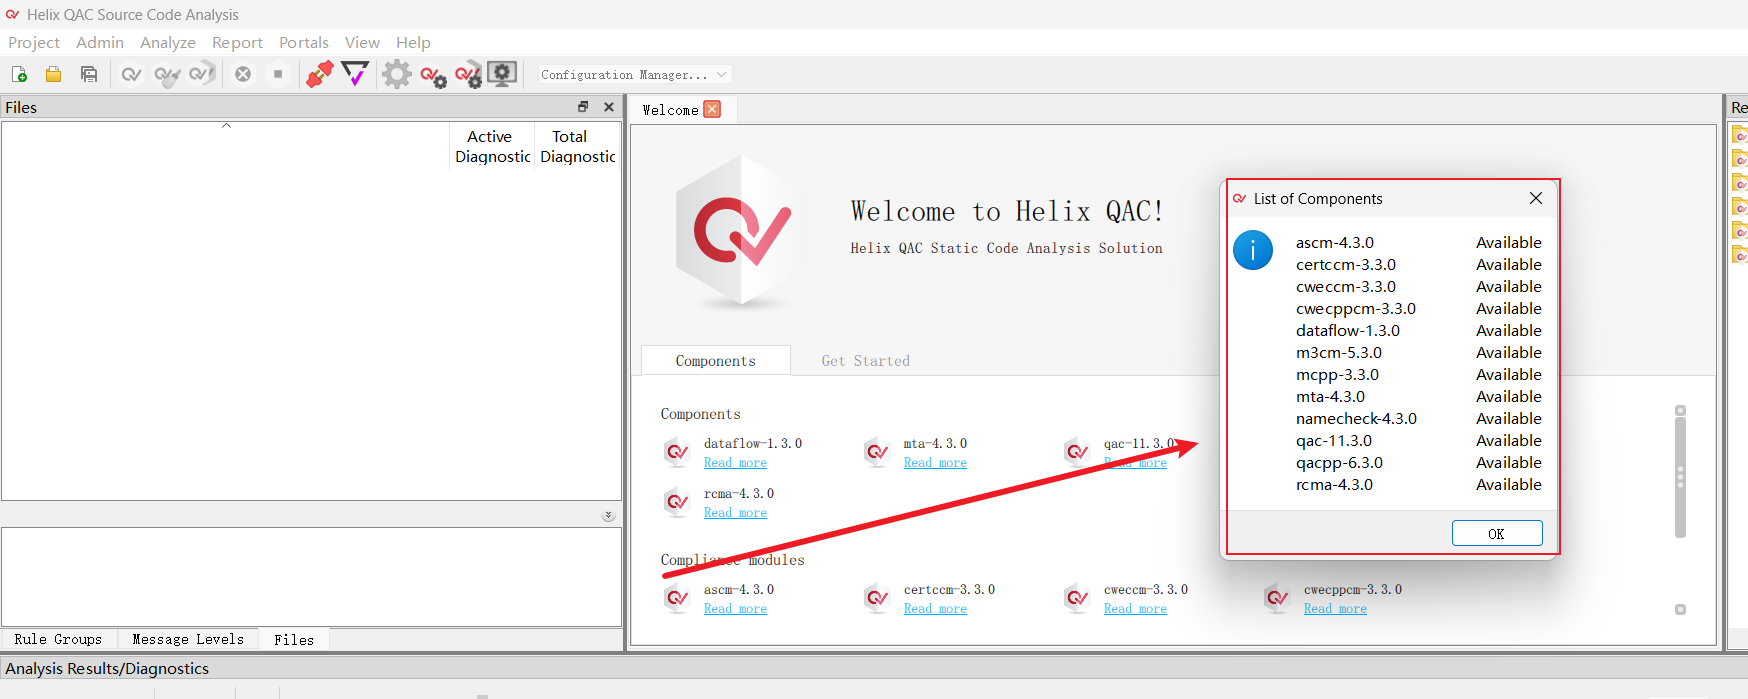 Helix QAC Source Code Analysis
Project Admin Analyze Report Portals View Help
Configuration Manager...
Files
Active Diagnostic
Total Diagnostic
Welcome
Re
Welcome to Helix QAC!
Helix QAC Static Code Analysis Solution
Components
Get Started
Components
dataflow-1.3.0
Read more
mta-4.3.0
Read more
qac-11.3.0
Read more
rcma-4.3.0
Read more
Compliance modules
ascm-4.3.0
Read more
certccm-3.3.0
Read more
cweccm-3.3.0
Read more
cwecppcm-3.3.0
Read more
List of Components
ascm-4.3.0 Available
certccm-3.3.0 Available
cweccm-3.3.0 Available
cwecppcm-3.3.0 Available
dataflow-1.3.0 Available
m3cm-5.3.0 Available
mcpp-3.3.0 Available
mta-4.3.0 Available
namecheck-4.3.0 Available
qac-11.3.0 Available
qacpp-6.3.0 Available
rcma-4.3.0 Available
OK
Rule Groups
Message Levels
Files
Analysis Results/Diagnostics